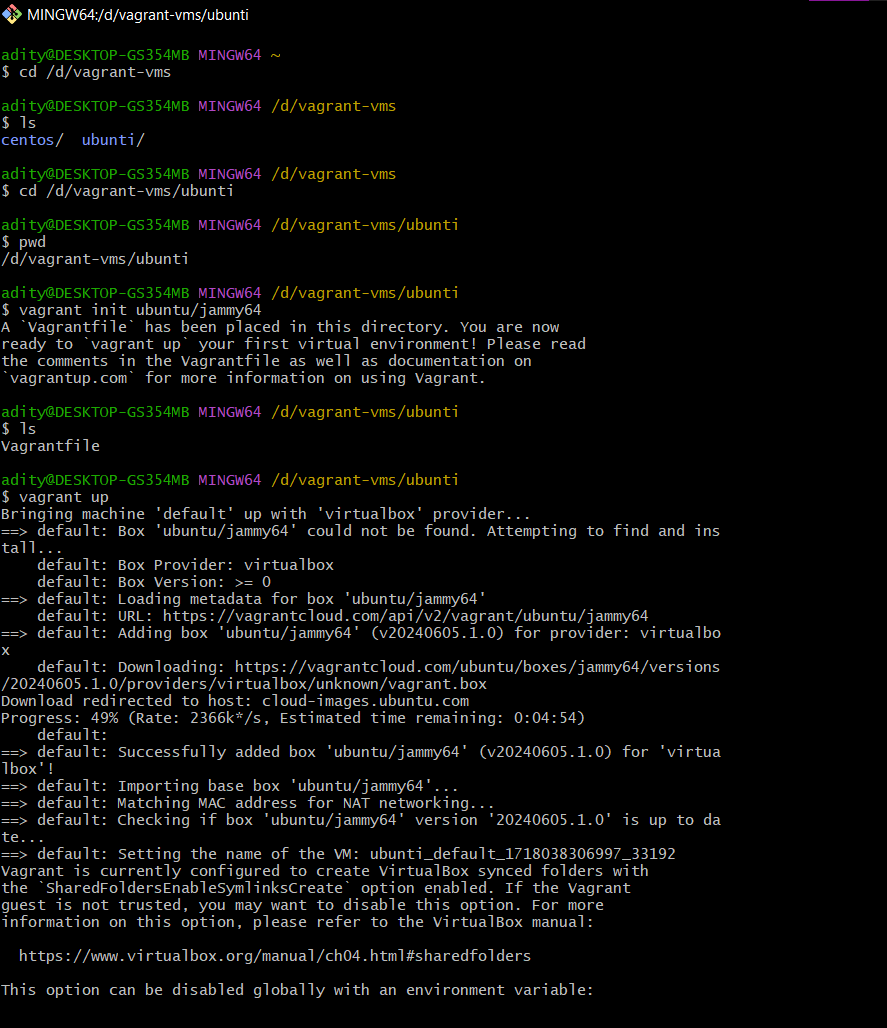 MINGW64:/d/vagrant-vms/ubunti
adity@DESKTOP-GS354MB MINGW64 ~
$ cd /d/vagrant-vms
adity@DESKTOP-GS354MB MINGW64 /d/vagrant-vms
$ ls
centos/  ubunti/
adity@DESKTOP-GS354MB MINGW64 /d/vagrant-vms
$ cd /d/vagrant-vms/ubunti
adity@DESKTOP-GS354MB MINGW64 /d/vagrant-vms/ubunti
$ pwd
/d/vagrant-vms/ubunti
adity@DESKTOP-GS354MB MINGW64 /d/vagrant-vms/ubunti
$ vagrant init ubuntu/jammy64
A `Vagrantfile` has been placed in this directory. You are now
ready to `vagrant up` your first virtual environment! Please read
the comments in the Vagrantfile as well as documentation on
`vagrantup.com` for more information on using Vagrant.
adity@DESKTOP-GS354MB MINGW64 /d/vagrant-vms/ubunti
$ ls
Vagrantfile
adity@DESKTOP-GS354MB MINGW64 /d/vagrant-vms/ubunti
$ vagrant up
Bringing machine 'default' up with 'virtualbox' provider...
==> default: Box 'ubuntu/jammy64' could not be found. Attempting to find and ins
tall...
    default: Box Provider: virtualbox
    default: Box Version: >= 0
==> default: Loading metadata for box 'ubuntu/jammy64'
    default: URL: https://vagrantcloud.com/api/v2/vagrant/ubuntu/jammy64
==> default: Adding box 'ubuntu/jammy64' (v20240605.1.0) for provider: virtualbo
x
    default: Downloading: https://vagrantcloud.com/ubuntu/boxes/jammy64/versions
/20240605.1.0/providers/virtualbox/unknown/vagrant.box
Download redirected to host: cloud-images.ubuntu.com
Progress: 49% (Rate: 2366k*/s, Estimated time remaining: 0:04:54)
    default:
==> default: Successfully added box 'ubuntu/jammy64' (v20240605.1.0) for 'virtua
lbox'!
==> default: Importing base box 'ubuntu/jammy64'...
==> default: Matching MAC address for NAT networking...
==> default: Checking if box 'ubuntu/jammy64' version '20240605.1.0' is up to da
te...
==> default: Setting the name of the VM: ubunti_default_1718038306997_33192
Vagrant is currently configured to create VirtualBox synced folders with
the `SharedFoldersEnableSymlinksCreate` option enabled. If the Vagrant
guest is not trusted, you may want to disable this option. For more
information on this option, please refer to the VirtualBox manual:
  https://www.virtualbox.org/manual/ch04.html#sharedfolders
This option can be disabled globally with an environment variable: